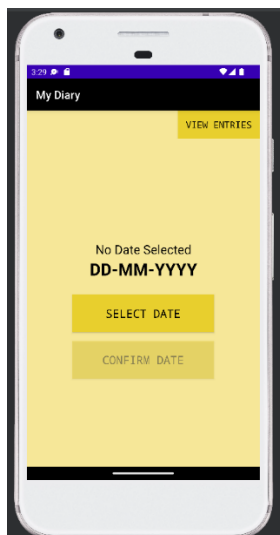 3:29
My Diary
VIEW ENTRIES
No Date Selected
DD-MM-YYYY
SELECT DATE
CONFIRM DATE